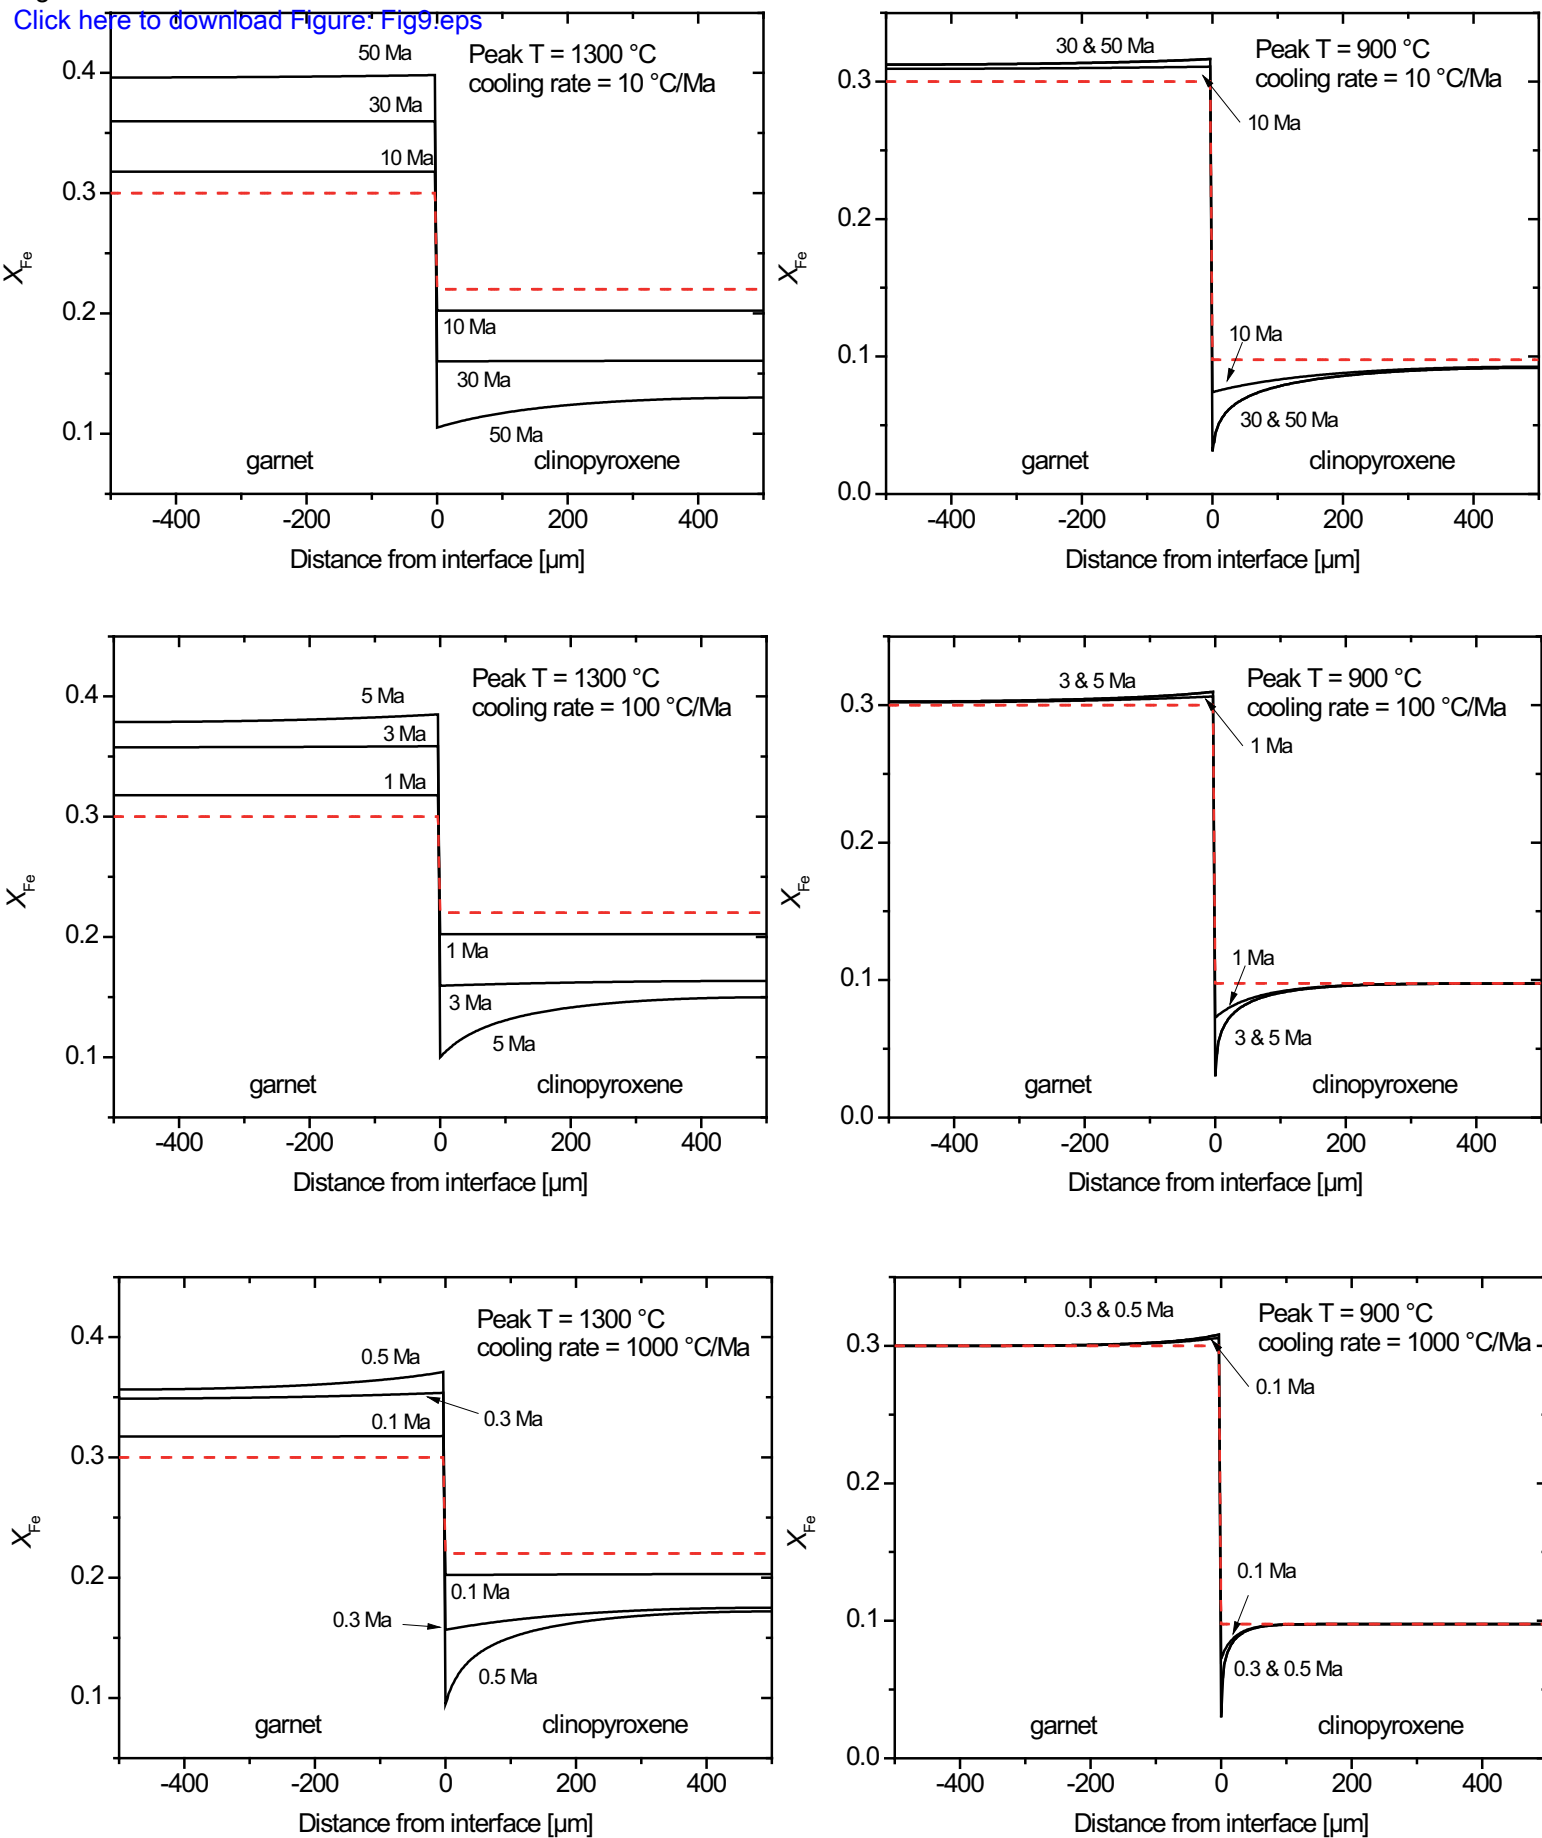 Click here to download Figure: Fig9.eps
50 Ma
Peak T = 1300 °C
cooling rate = 10 °C/Ma
30 Ma
10 Ma
10 Ma
30 Ma
50 Ma
garnet
clinopyroxene
0.4
0.3
0.2
0.1
XFe
-400 -200 0 200 400
Distance from interface [µm]
30 & 50 Ma
Peak T = 900 °C
cooling rate = 10 °C/Ma
10 Ma
10 Ma
30 & 50 Ma
garnet
clinopyroxene
0.3
0.2
0.1
0.0
XFe
-400 -200 0 200 400
Distance from interface [µm]
5 Ma
Peak T = 1300 °C
cooling rate = 100 °C/Ma
3 Ma
1 Ma
1 Ma
3 Ma
5 Ma
garnet
clinopyroxene
0.4
0.3
0.2
0.1
XFe
-400 -200 0 200 400
Distance from interface [µm]
3 & 5 Ma
Peak T = 900 °C
cooling rate = 100 °C/Ma
1 Ma
1 Ma
3 & 5 Ma
garnet
clinopyroxene
0.3
0.2
0.1
0.0
XFe
-400 -200 0 200 400
Distance from interface [µm]
Peak T = 1300 °C
cooling rate = 1000 °C/Ma
0.5 Ma
0.3 Ma
0.1 Ma
0.1 Ma
0.3 Ma
0.5 Ma
garnet
clinopyroxene
0.4
0.3
0.2
0.1
XFe
-400 -200 0 200 400
Distance from interface [µm]
0.3 & 0.5 Ma
Peak T = 900 °C
cooling rate = 1000 °C/Ma
0.1 Ma
0.1 Ma
0.3 & 0.5 Ma
garnet
clinopyroxene
0.3
0.2
0.1
0.0
XFe
-400 -200 0 200 400
Distance from interface [µm]